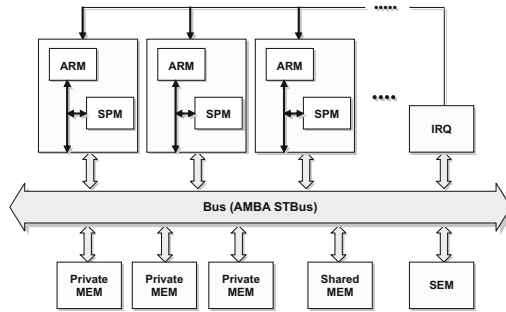 ARM
SPM
ARM
SPM
ARM
SPM
IRQ
Bus (AMBA STBus)
Private
MEM
Private
MEM
Private
MEM
Shared
MEM
SEM